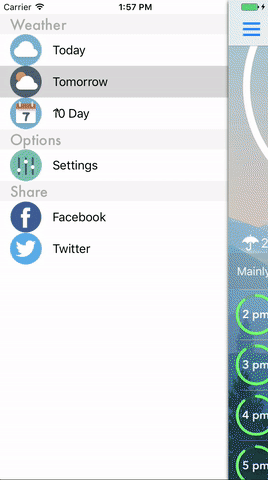 Carrier 1:57 PM
Weather
Today
Tomorrow
7
10 Day
Options
Settings
Share
Facebook
Twitter
2
Mainly
2 pm
3 pm
4 pm
5 pm